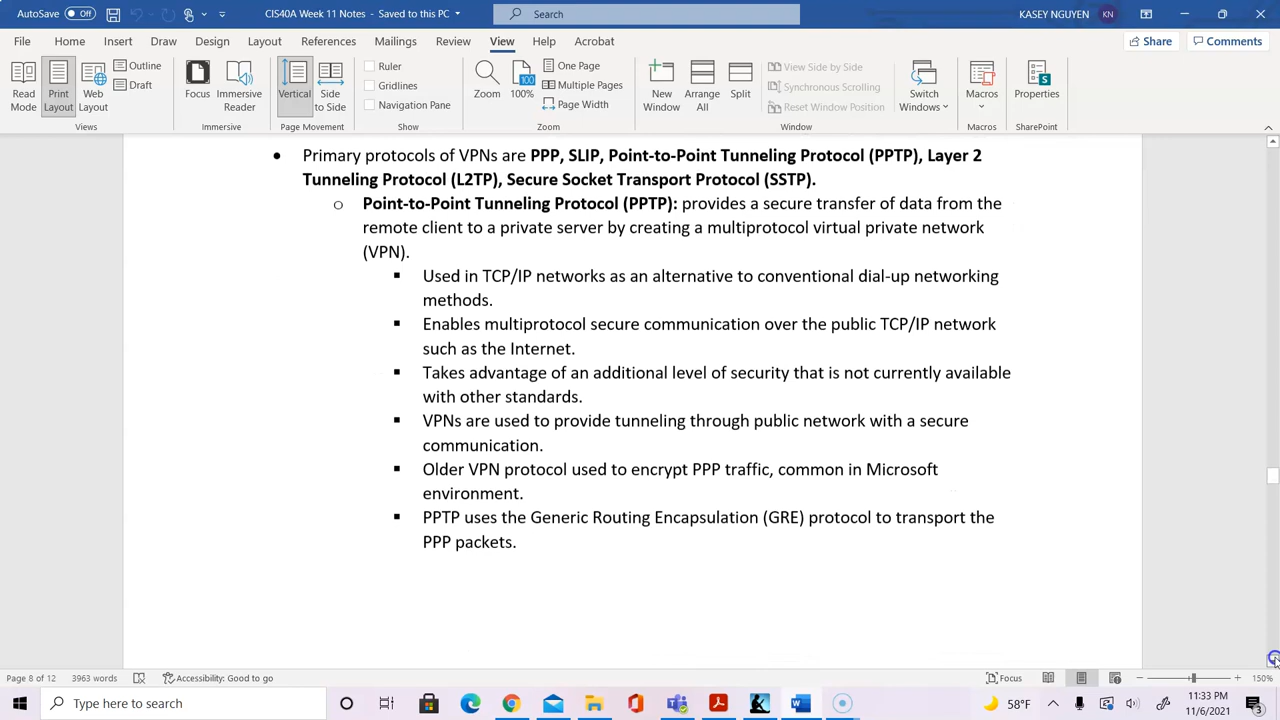 AutoSave Off CIS40A Week 11 Notes Search KASEY NGUYEN KN
File Home Insert Draw Design Layout References Mailings Review View Help Acrobat Share Comments
Read Mode Print Layout Web Layout Outline Draft Focus Immersive Reader Vertical Side to Side Ruler Gridlines Navigation Pane Zoom 100 100% One Page Multiple Pages Page Width New Window Arrange All Split View Side by Side Synchronous Scrolling Reset Window Position Switch Windows Macros Properties
Views Immersive Page Movement Show Zoom Window Macros SharePoint
• Primary protocols of VPNs are PPP, SLIP, Point-to-Point Tunneling Protocol (PPTP), Layer 2
Tunneling Protocol (L2TP), Secure Socket Transport Protocol (SSTP).
o Point-to-Point Tunneling Protocol (PPTP): provides a secure transfer of data from the
remote client to a private server by creating a multiprotocol virtual private network
(VPN).
▪ Used in TCP/IP networks as an alternative to conventional dial-up networking
methods.
▪ Enables multiprotocol secure communication over the public TCP/IP network
such as the Internet.
▪ Takes advantage of an additional level of security that is not currently available
with other standards.
▪ VPNs are used to provide tunneling through public network with a secure
communication.
▪ Older VPN protocol used to encrypt PPP traffic, common in Microsoft
environment.
▪ PPTP uses the Generic Routing Encapsulation (GRE) protocol to transport the
PPP packets.
Page 8 of 12 3963 words Accessibility: Good to go Focus 150%
Type here to search 58°F 11:33 PM
11/6/2021 3